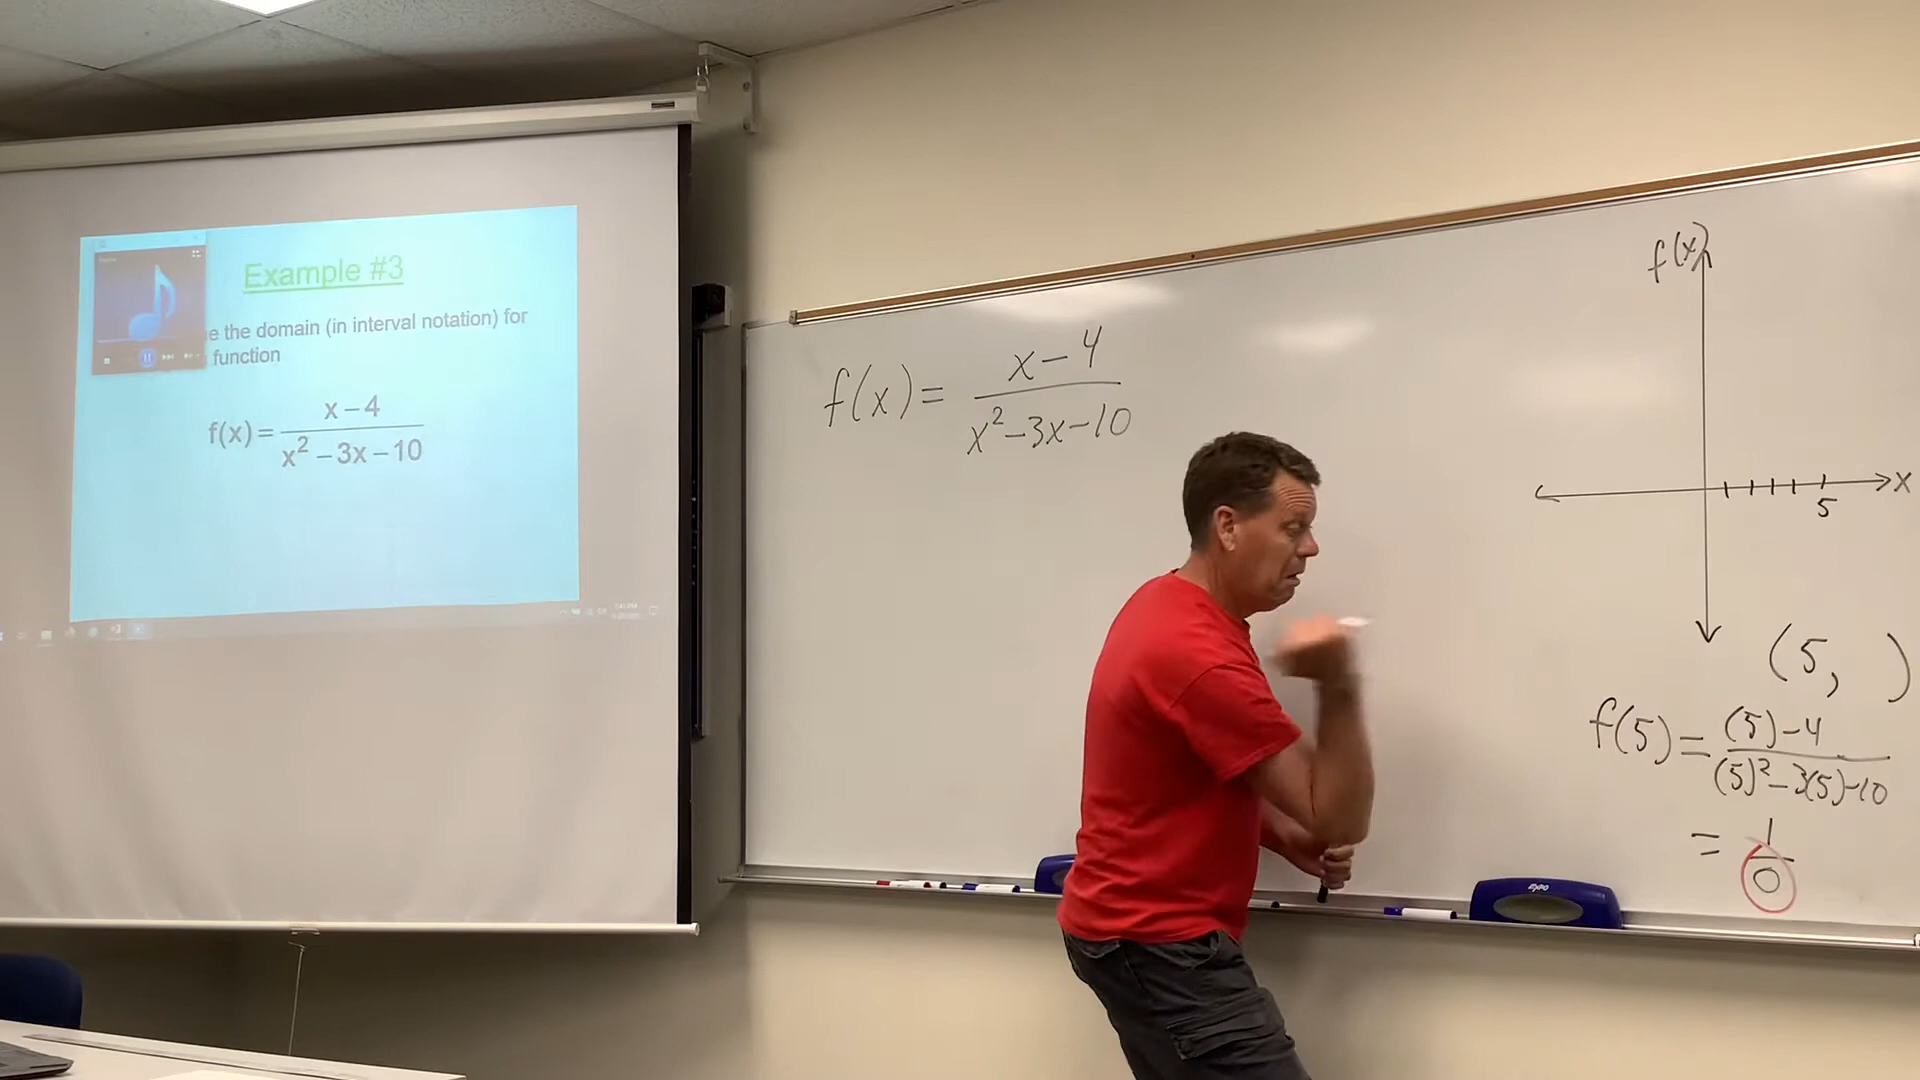 Example #3
e the domain (in interval notation) for
function
f(x) = x – 4 / x² – 3x – 10
f(x) = x – 4 / x² – 3x – 10
f(x)
x
5
(5, )
f(5) = (5) – 4 / (5)² – 3(5) – 10
= 1 / 0
EXPO